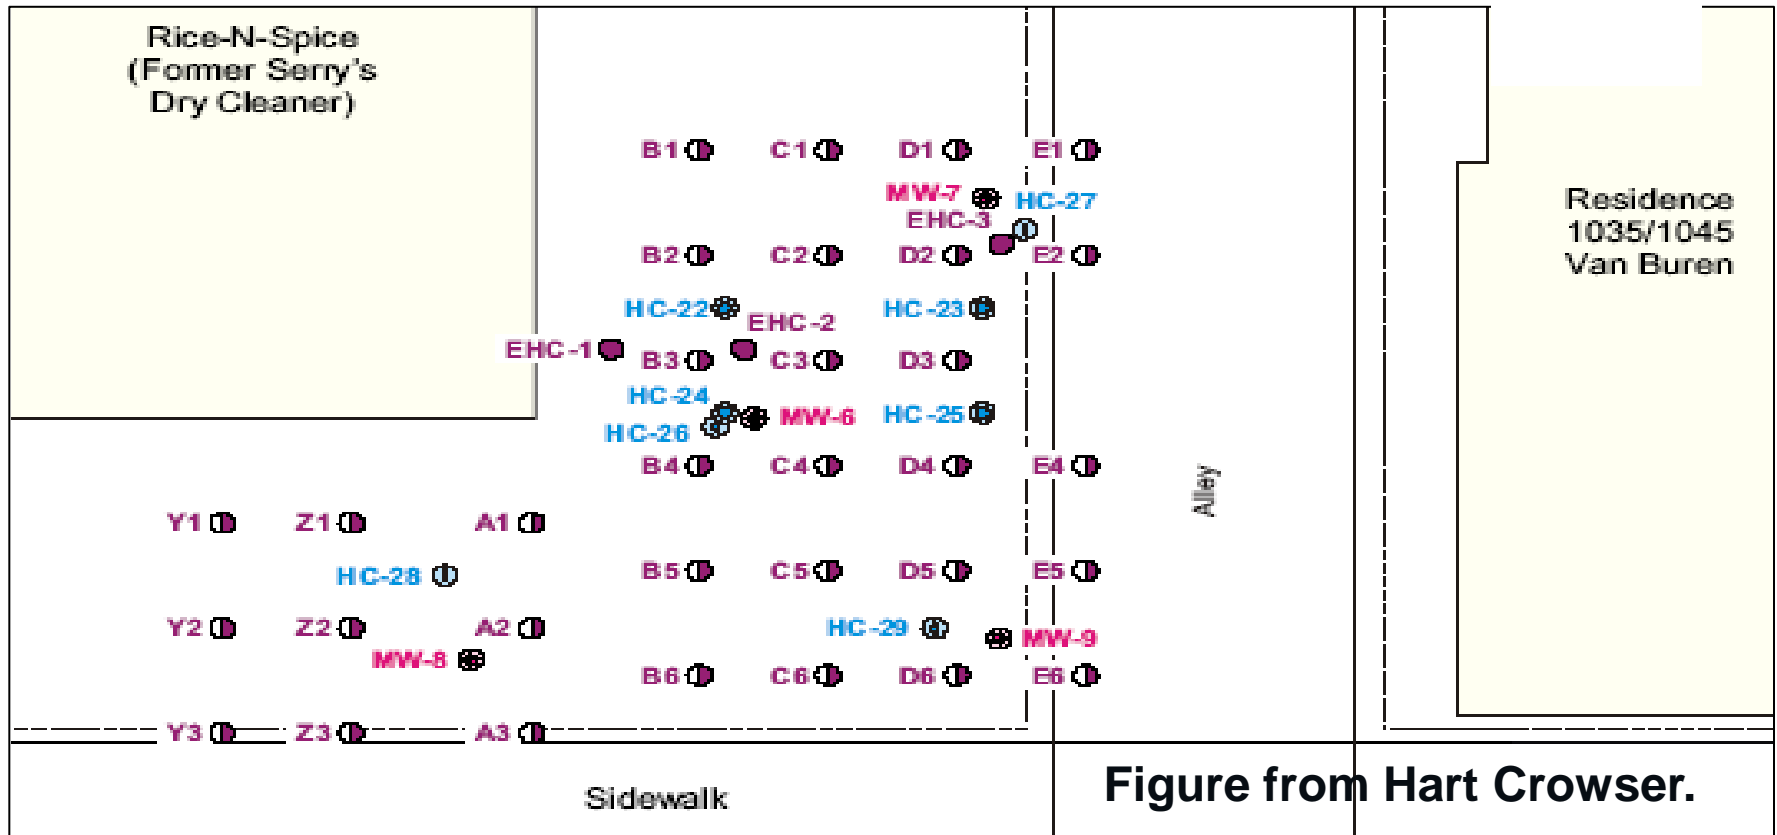 Rice-N-Spice
(Former Serry's
Dry Cleaner)
B1 C1 D1 E1
MW-7 HC-27
EHC-3
Residence
1035/1045
Van Buren
B2 C2 D2 E2
HC-22 HC-23
EHC-2
EHC-1 B3 C3 D3
HC-24
MW-6 HC-25
HC-26
B4 C4 D4 E4
Alley
Y1 Z1 A1
HC-28 B5 C5 D5 E5
Y2 Z2 A2 HC-29 MW-9
MW-8
B6 C6 D6 E6
Y3 Z3 A3
Sidewalk
Figure from Hart Crowser.